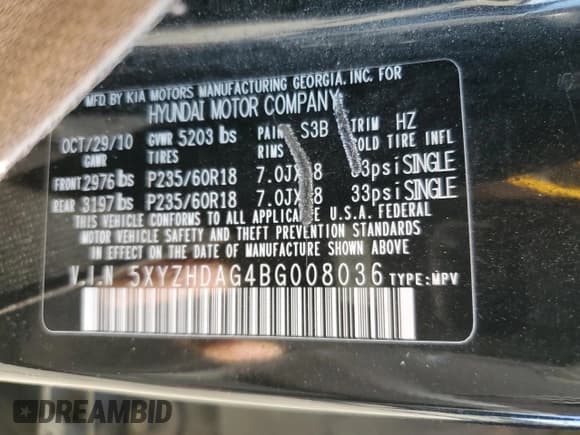 MFD BY KIA MOTORS MANUFACTURING GEORGIA, INC. FOR
HYUNDAI MOTOR COMPANY
OCT/29/10 GVWR 5203 lbs PAINT S3B TRIM HZ
GAWR TIRES RIMS COLD TIRE INFL
FRONT 2976 lbs P235/60R18 7.0JX18 33psi SINGLE
REAR 3197 lbs P235/60R18 7.0JX18 33psi SINGLE
THIS VEHICLE CONFORMS TO ALL APPLICABLE U.S.A. FEDERAL
MOTOR VEHICLE SAFETY AND THEFT PREVENTION STANDARDS
IN EFFECT ON THE DATE OF MANUFACTURE SHOWN ABOVE.
V.I.N 5XYZHDAG4BG008036 TYPE:MPV
DREAMBID